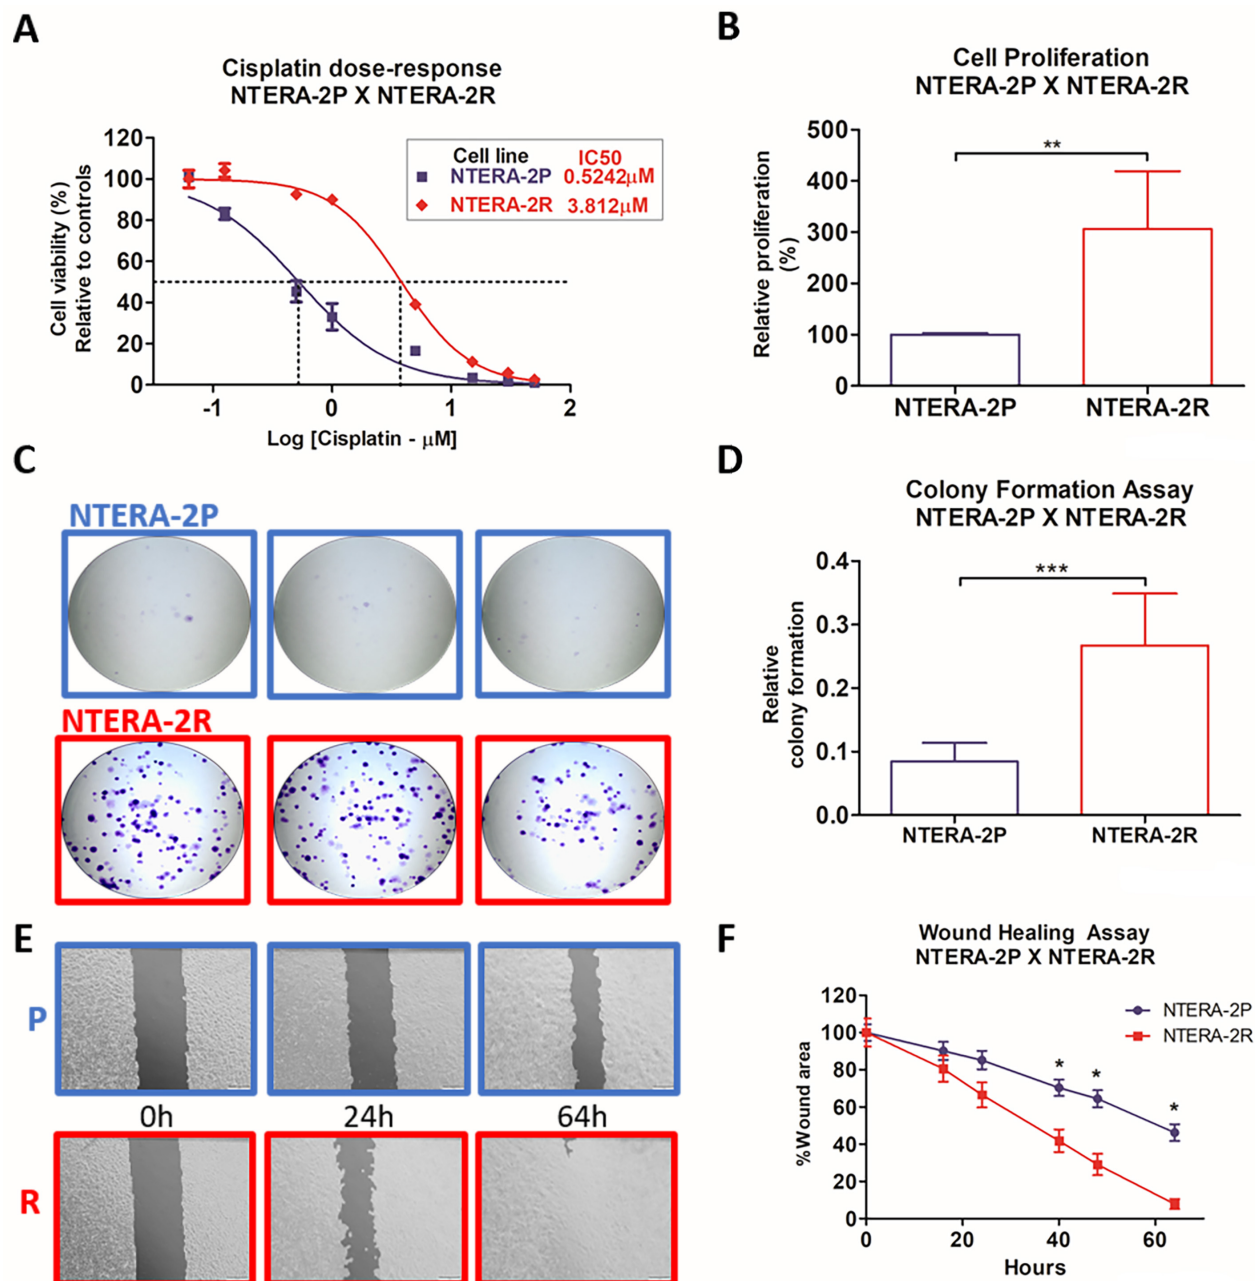 A
Cisplatin dose-response
NTERA-2P X NTERA-2R
Cell viability (%)
Relative to controls
120
100
80
60
40
20
0
-1
0
1
2
Log [Cisplatin - μM]
Cell line
IC50
NTERA-2P 0.5242μM
NTERA-2R 3.812μM
B
Cell Proliferation
NTERA-2P X NTERA-2R
Relative proliferation
(%)
500
400
300
200
100
0
**
NTERA-2P
NTERA-2R
C
NTERA-2P
NTERA-2R
D
Colony Formation Assay
NTERA-2P X NTERA-2R
Relative
colony formation
0.4
0.3
0.2
0.1
0.0
***
NTERA-2P
NTERA-2R
E
P
0h
24h
64h
R
F
Wound Healing Assay
NTERA-2P X NTERA-2R
%Wound area
120
100
80
60
40
20
0
*
*
*
NTERA-2P
NTERA-2R
0
20
40
60
Hours